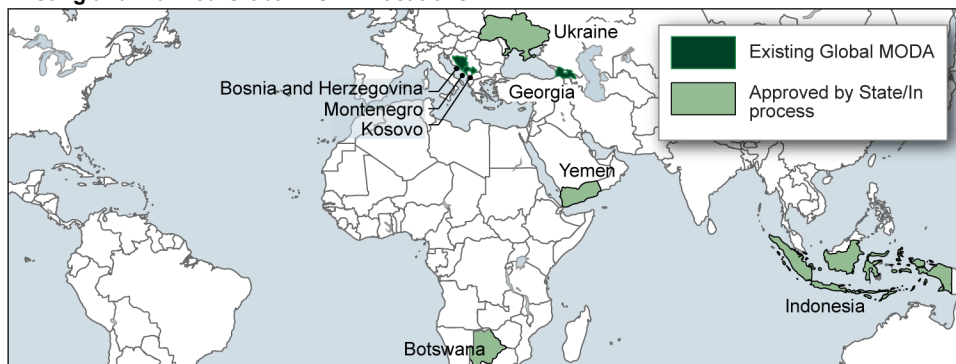 Ukraine
Existing Global MODA
Approved by State/In
process
Bosnia and Herzegovina
Montenegro
Kosovo
Georgia
Yemen
Indonesia
Botswana